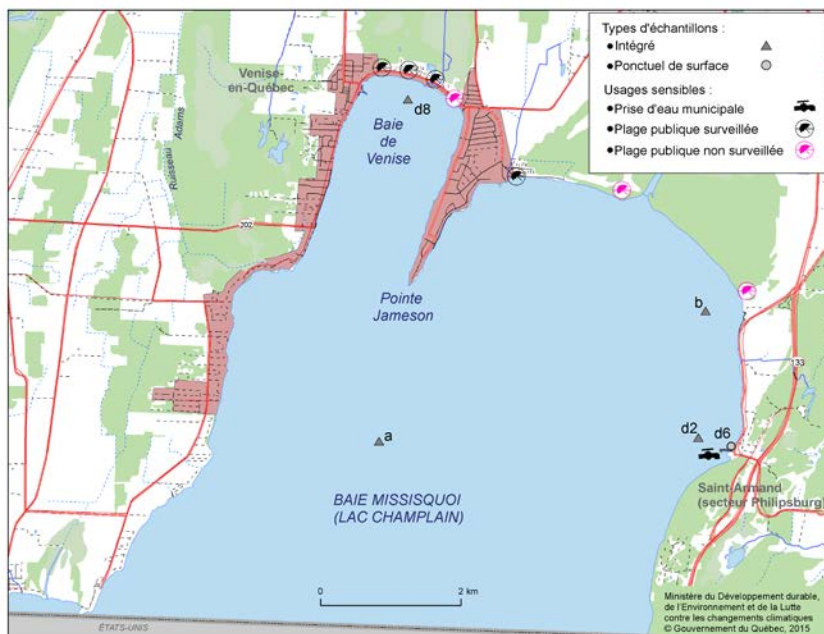 Types d'échantillons :
•Intégré
•Ponctuel de surface
Usages sensibles :
•Prise d'eau municipale
•Plage publique surveillée
•Plage publique non surveillée
Venise-
en-Québec
d8
Baie
de
Venise
Ruisseau Adams
202
Pointe
Jameson
b
133
a
d2
d6
BAIE MISSISQUOI
(LAC CHAMPLAIN)
Saint-Armand
(secteur Philipsburg)
0 2 km
Ministère du Développement durable,
de l'Environnement et de la Lutte
contre les changements climatiques
© Gouvernement du Québec, 2015
ÉTATS-UNIS